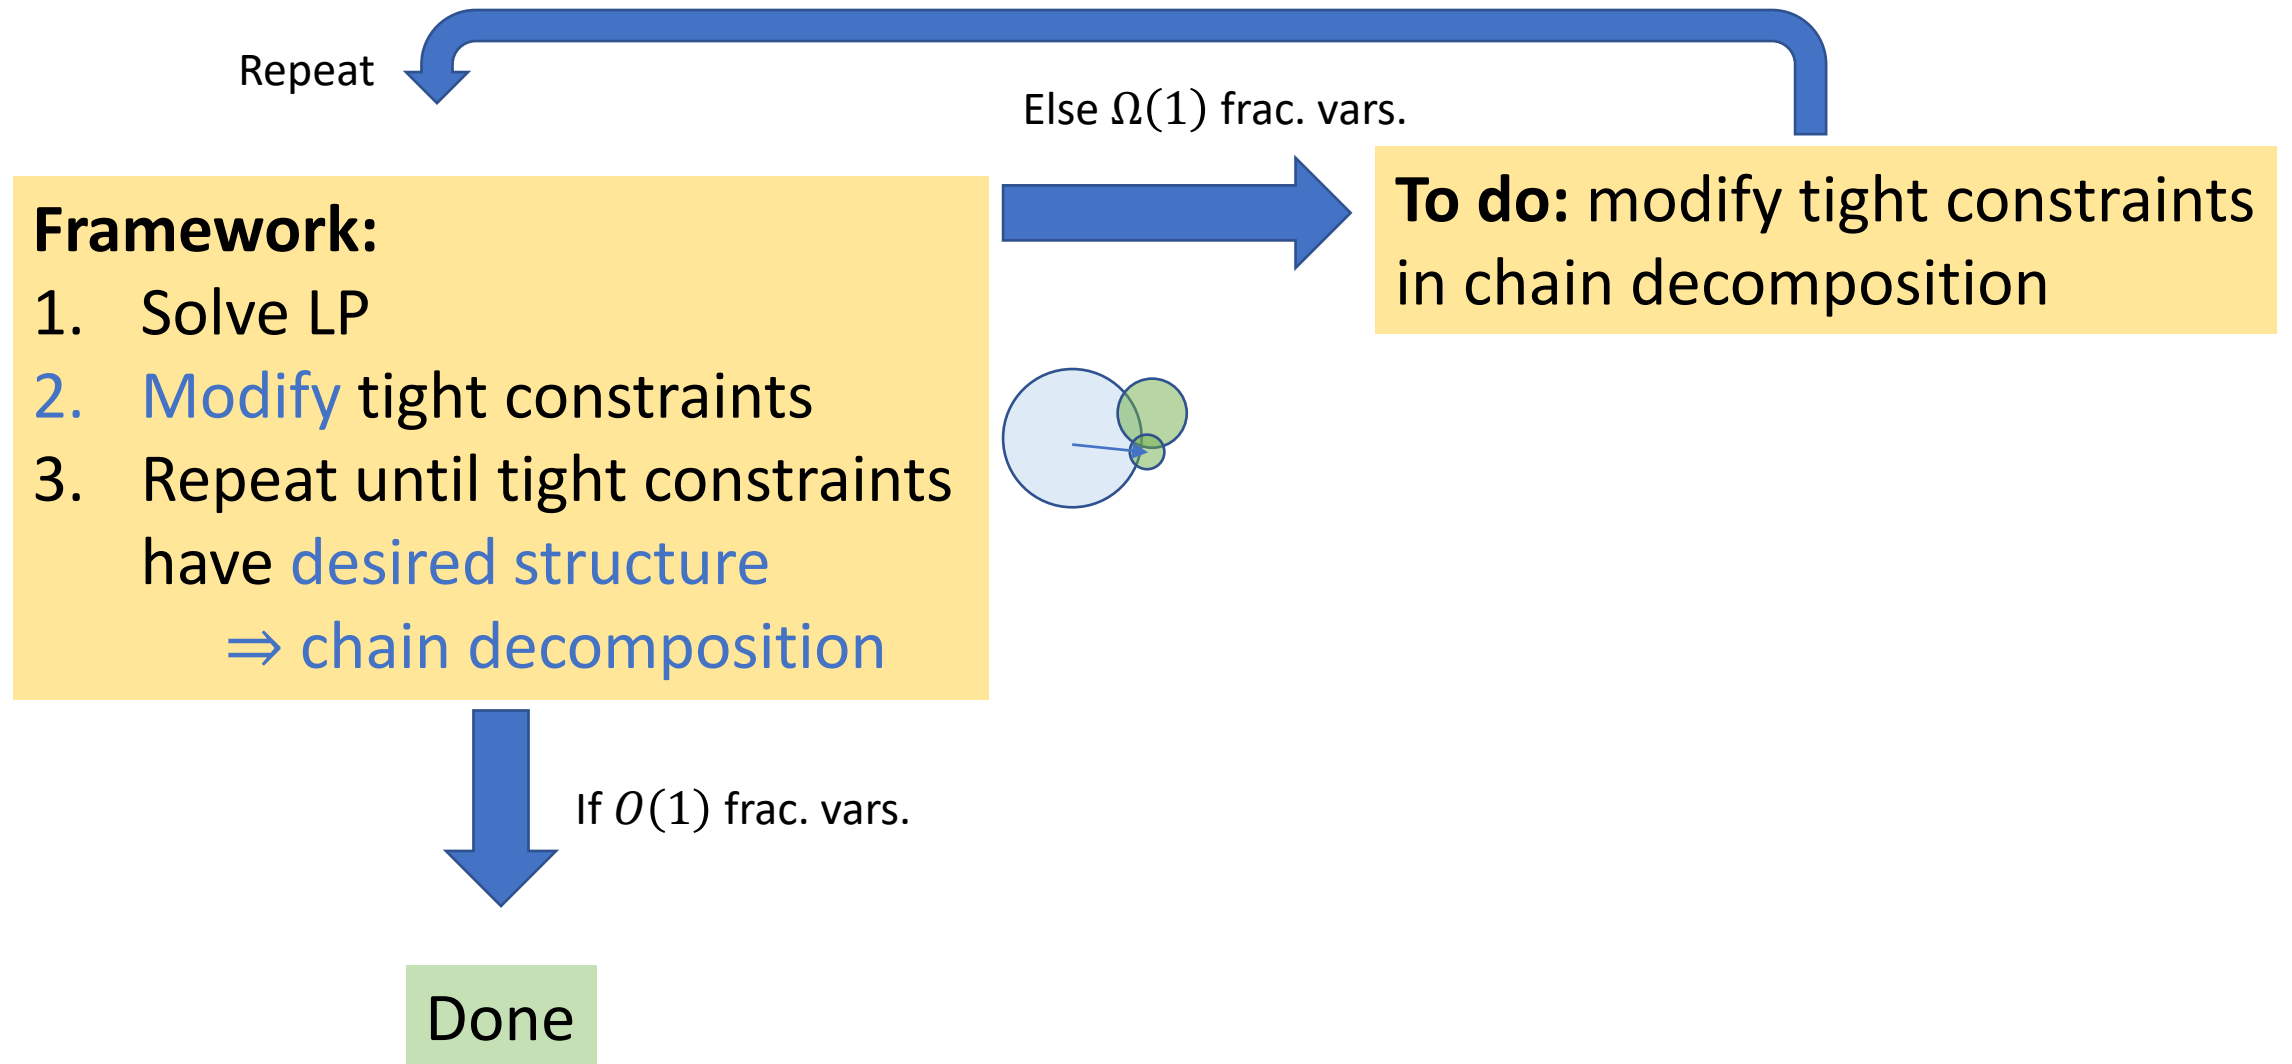 Repeat
Else Ω(1) frac. vars.
Framework:
1. Solve LP
2. Modify tight constraints
3. Repeat until tight constraints
have desired structure
⇒ chain decomposition
To do: modify tight constraints
in chain decomposition
If O(1) frac. vars.
Done